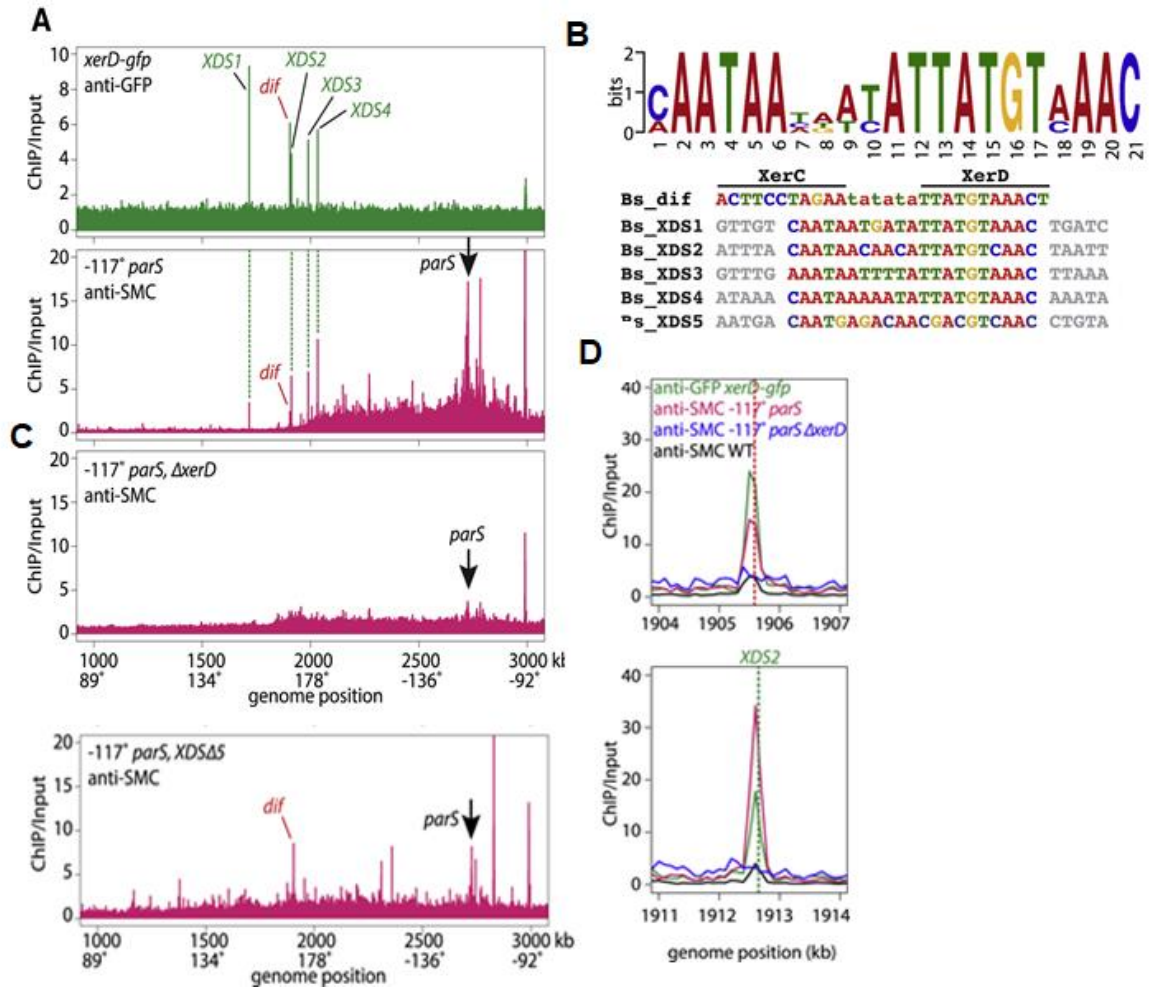 A
10
8
6
4
2
0
ChIP/Input
xerD-gfp
anti-GFP
XDS1
dif
XDS2
XDS3
XDS4
20
15
10
5
0
ChIP/Input
-117° parS
anti-SMC
dif
parS
C
20
15
10
5
0
ChIP/Input
-117° parS, ΔxerD
anti-SMC
parS
1000 1500 2000 2500 3000 kb
89° 134° 178° -136° -92°
genome position
20
15
10
5
0
ChIP/Input
-117° parS, XDSΔ5
anti-SMC
dif
parS
1000 1500 2000 2500 3000 kb
89° 134° 178° -136° -92°
genome position
B
2
1
0
bits
AATAA ATTATGT AAC
1 2 3 4 5 6 7 8 9 10 11 12 13 14 15 16 17 18 19 20 21
XerC XerD
Bs_dif ACTTCCTAGAAtatataTTATGTAAACT
Bs_XDS1 GTTGT CAATAATGATATTATGTAAAC TGATC
Bs_XDS2 ATTTA CAATAACAACATTATGTCAAC TAATT
Bs_XDS3 GTTTG AAATAATTTTATTATGTAAAC TTAAA
Bs_XDS4 ATAAA CAATAAAAATATTATGTAAAC AAATA
Bs_XDS5 AATGA CAATGAGACAACGACGTCAAC CTGTA
D
40
30
20
10
0
ChIP/Input
anti-GFP xerD-gfp
anti-SMC -117° parS
anti-SMC -117° parS ΔxerD
anti-SMC WT
1904 1905 1906 1907
XDS2
40
30
20
10
0
ChIP/Input
1911 1912 1913 1914
genome position (kb)